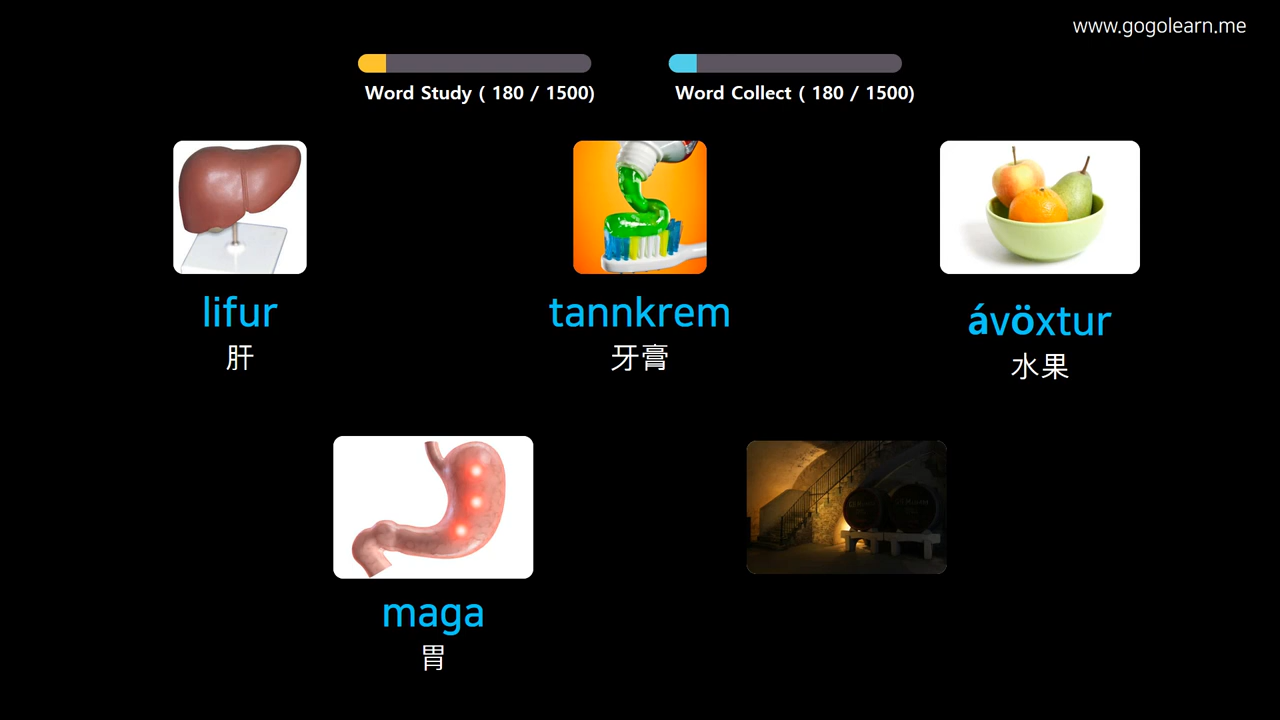 www.gogolearn.me
Word Study ( 180 / 1500)
Word Collect ( 180 / 1500)
lifur
肝
tannkrem
牙膏
ávöxtur
水果
maga
胃